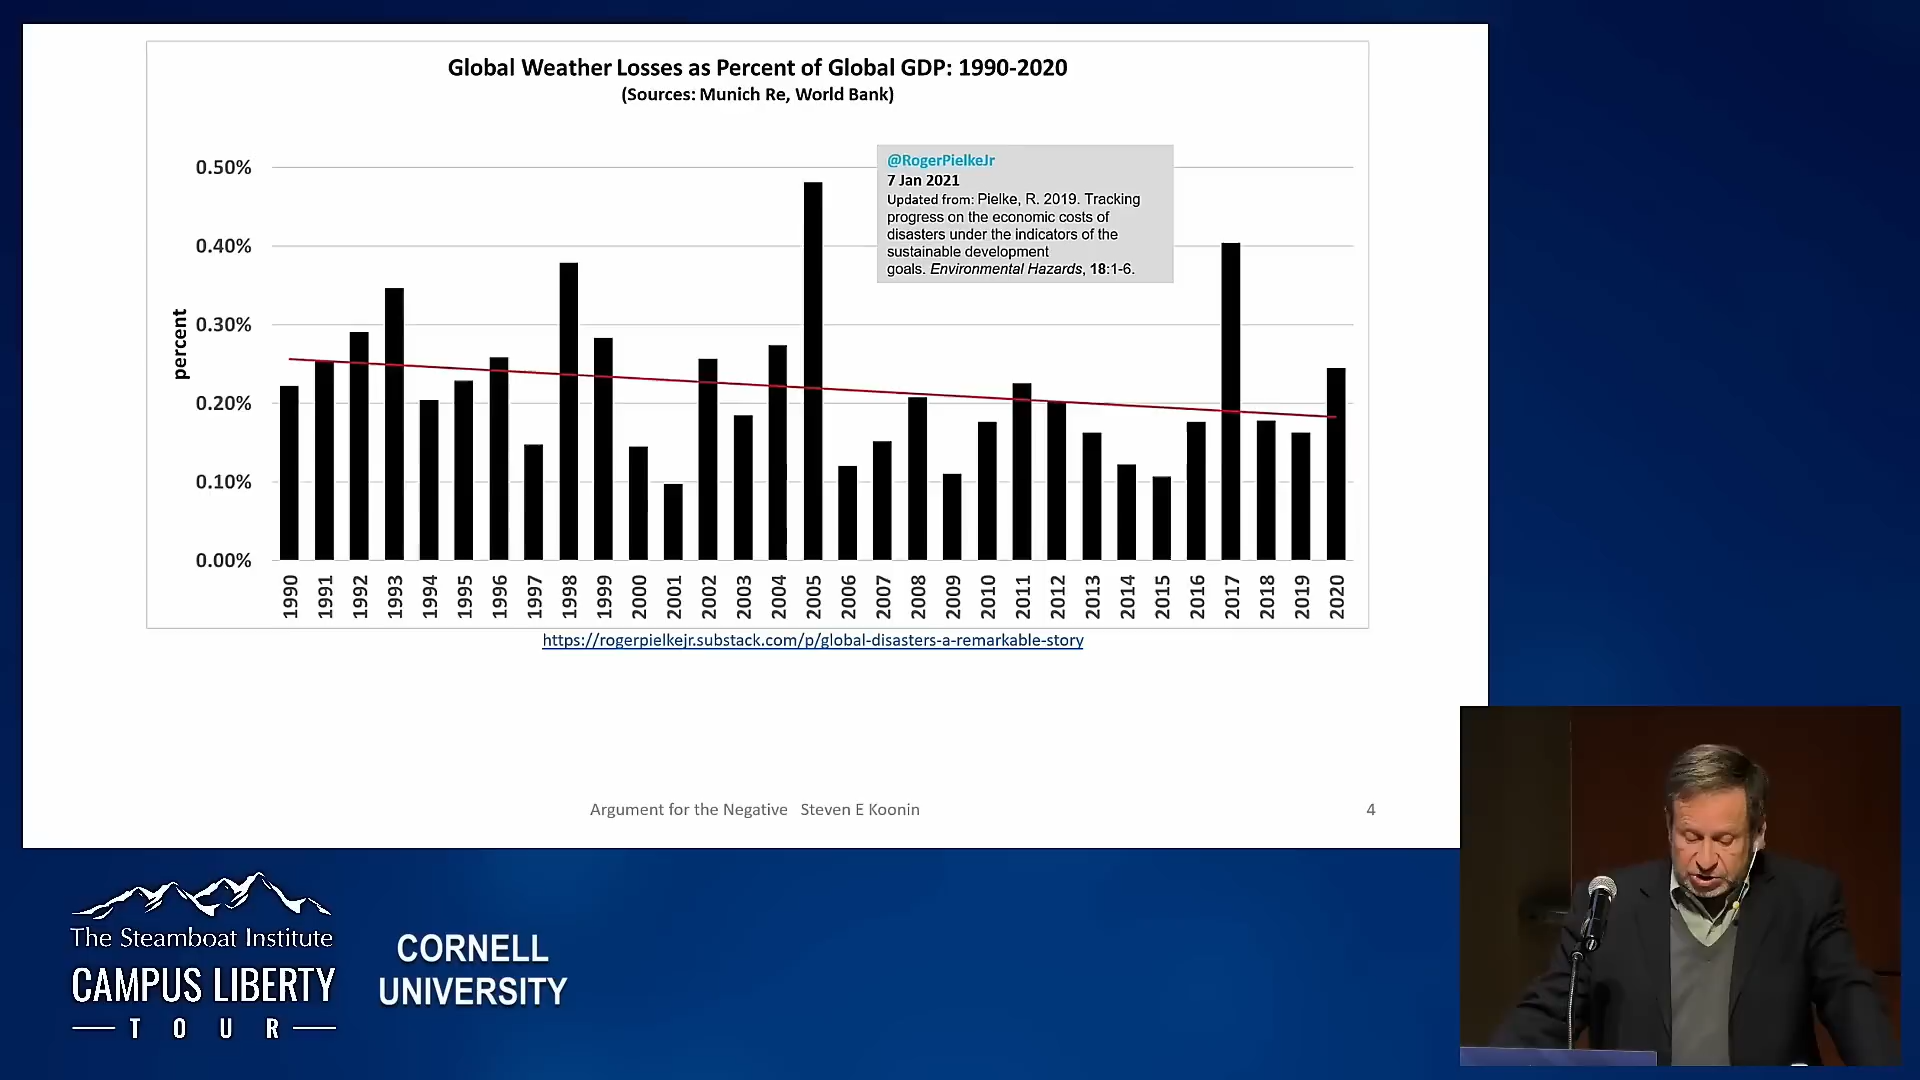 Global Weather Losses as Percent of Global GDP: 1990-2020
(Sources: Munich Re, World Bank)
@RogerPielkeJr
7 Jan 2021
Updated from: Pielke, R. 2019. Tracking
progress on the economic costs of
disasters under the indicators of the
sustainable development
goals. Environmental Hazards, 18:1-6.
percent
0.50%
0.40%
0.30%
0.20%
0.10%
0.00%
1990 1991 1992 1993 1994 1995 1996 1997 1998 1999 2000 2001 2002 2003 2004 2005 2006 2007 2008 2009 2010 2011 2012 2013 2014 2015 2016 2017 2018 2019 2020
https://rogerpielkejr.substack.com/p/global-disasters-a-remarkable-story
Argument for the Negative Steven E Koonin
4
The Steamboat Institute
CAMPUS LIBERTY
TOUR
CORNELL
UNIVERSITY